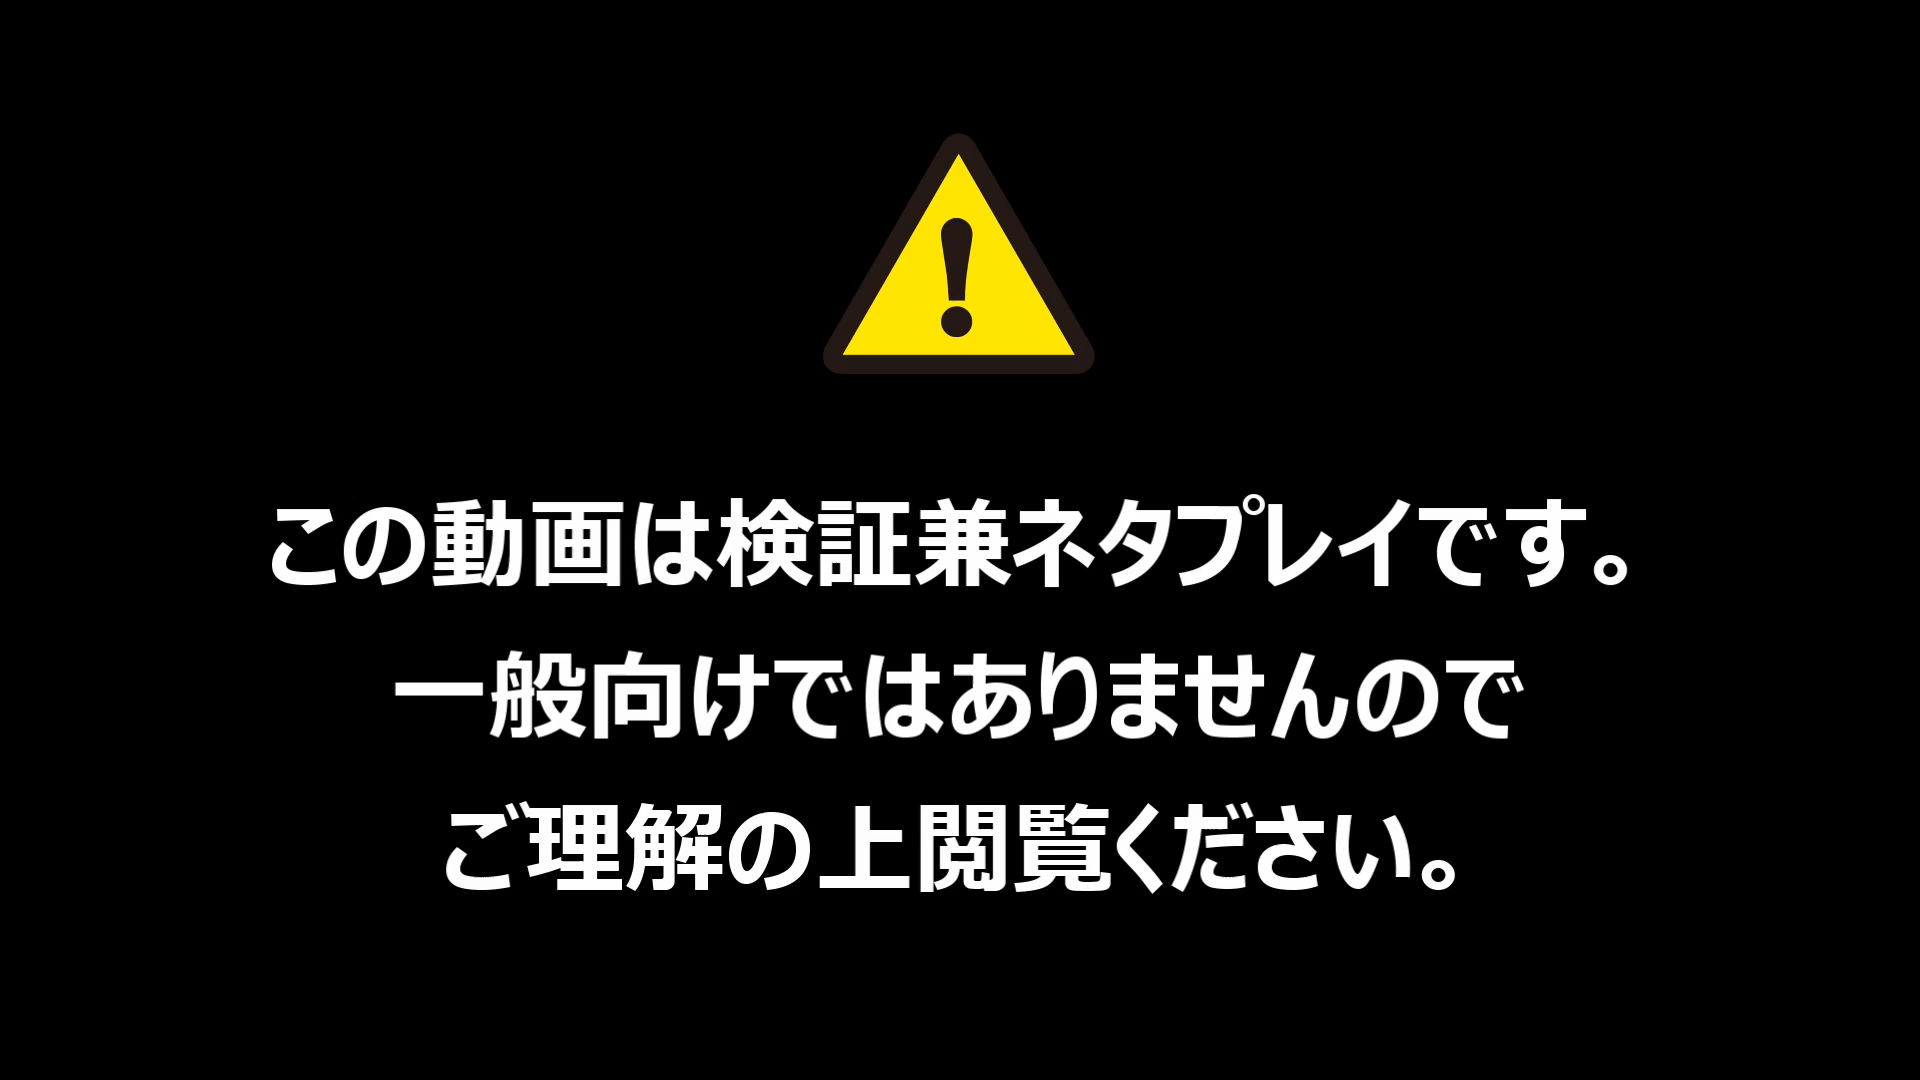 この動画は検証兼ネタプレイです。
一般向けではありませんので
ご理解の上閲覧ください。